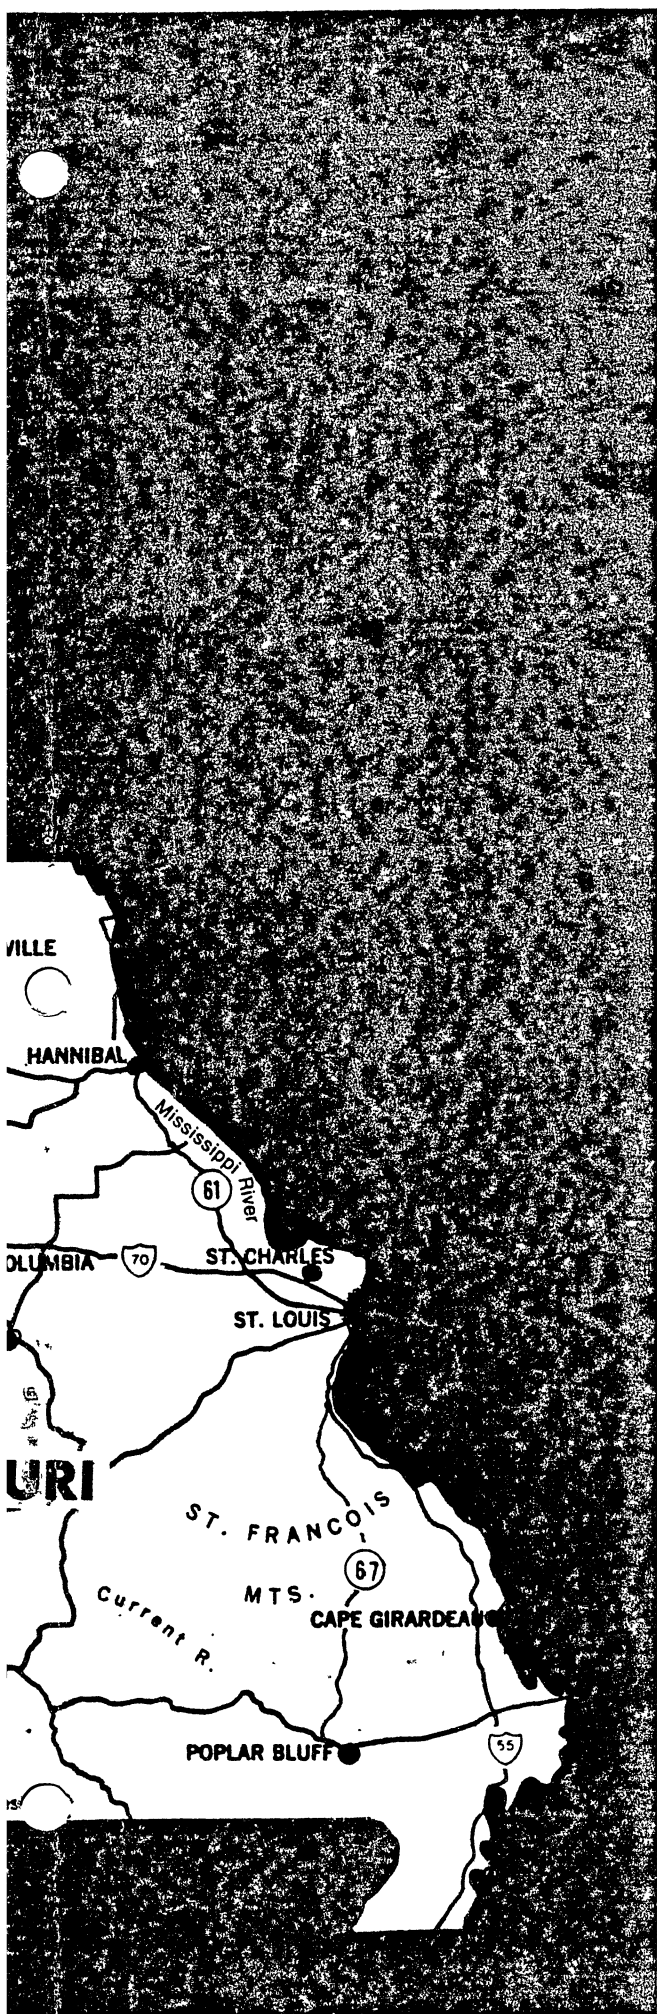 VILLE
HANNIBAL
Mississippi River
61
OLUMBIA
70
ST. CHARLES
ST. LOUIS
URI
ST. FRANCOIS
67
MTS.
Current R.
CAPE GIRARDEAU
POPLAR BLUFF
55